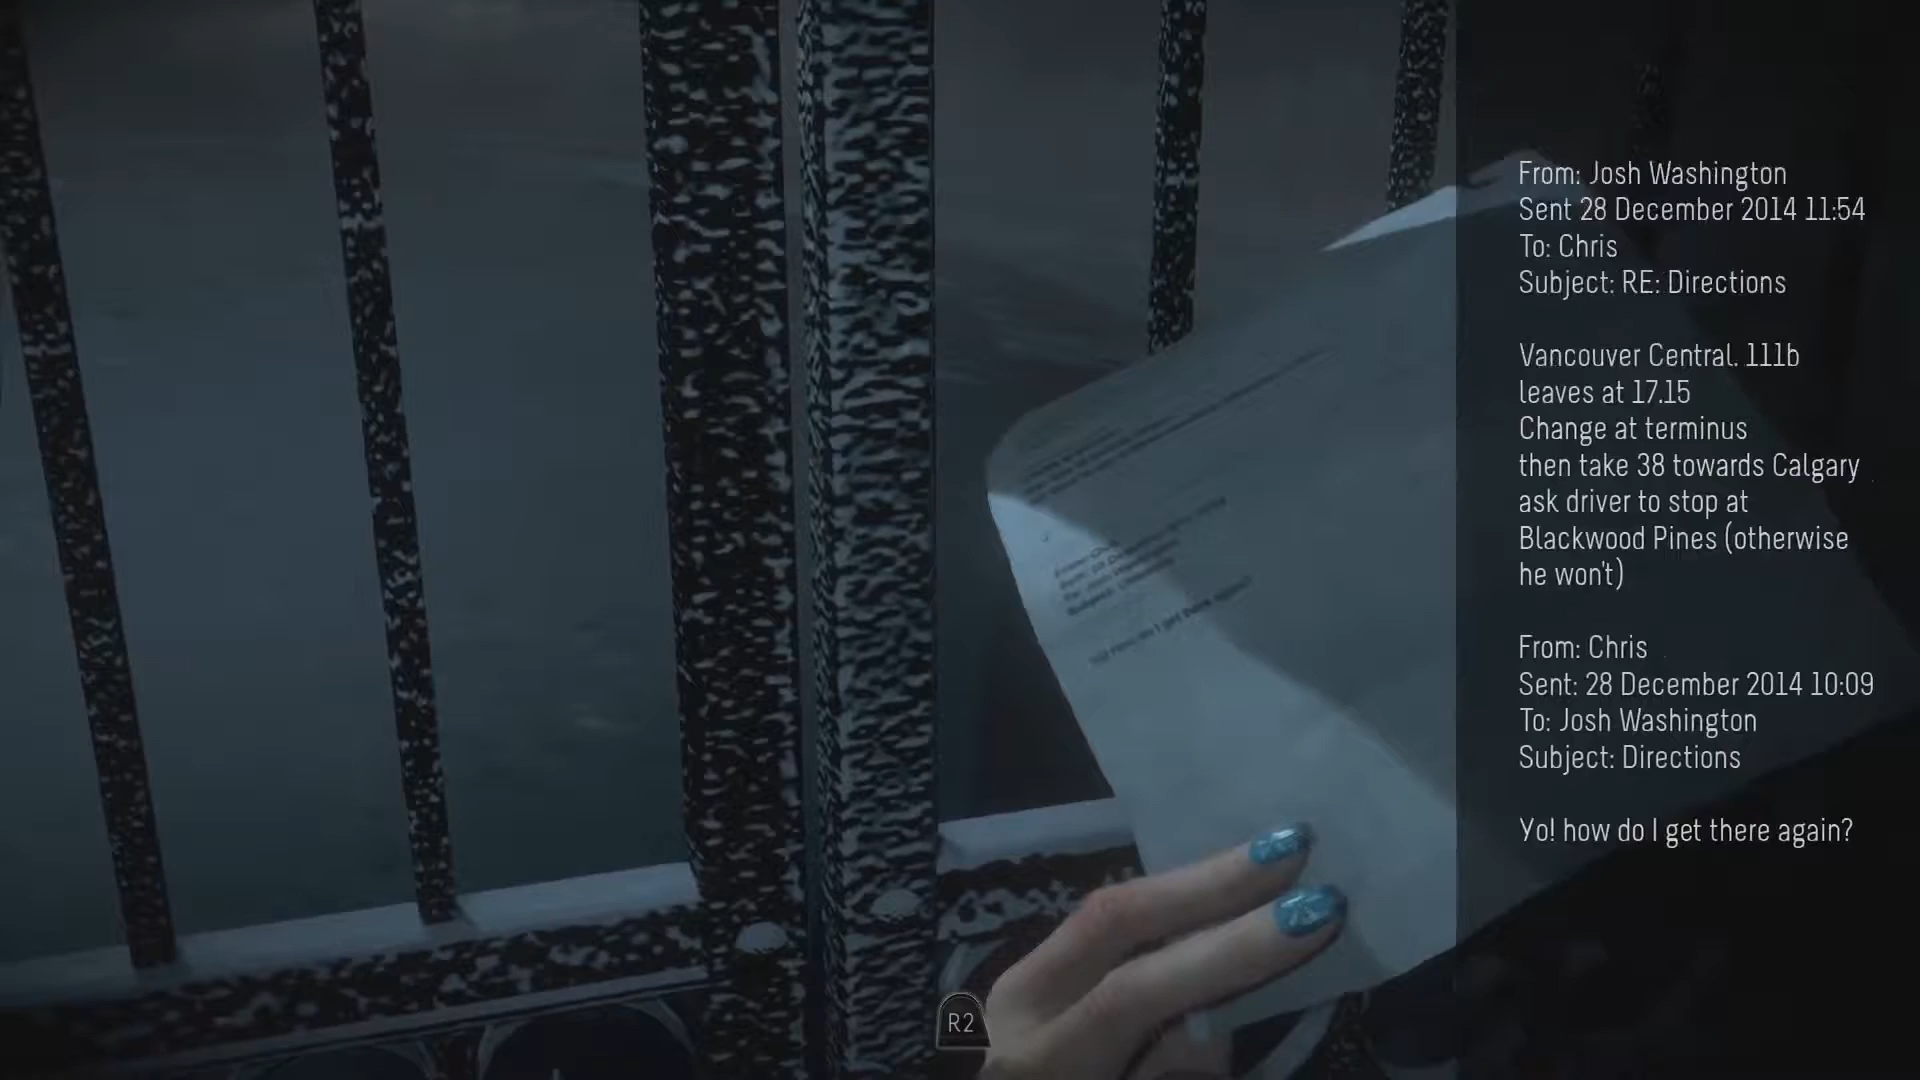 From: Josh Washington
Sent 28 December 2014 11:54
To: Chris
Subject: RE: Directions
Vancouver Central. 111b
leaves at 17.15
Change at terminus
then take 38 towards Calgary
ask driver to stop at
Blackwood Pines (otherwise
he won't)
From: Chris
Sent: 28 December 2014 10:09
To: Josh Washington
Subject: Directions
Yo! how do I get there again?
R2